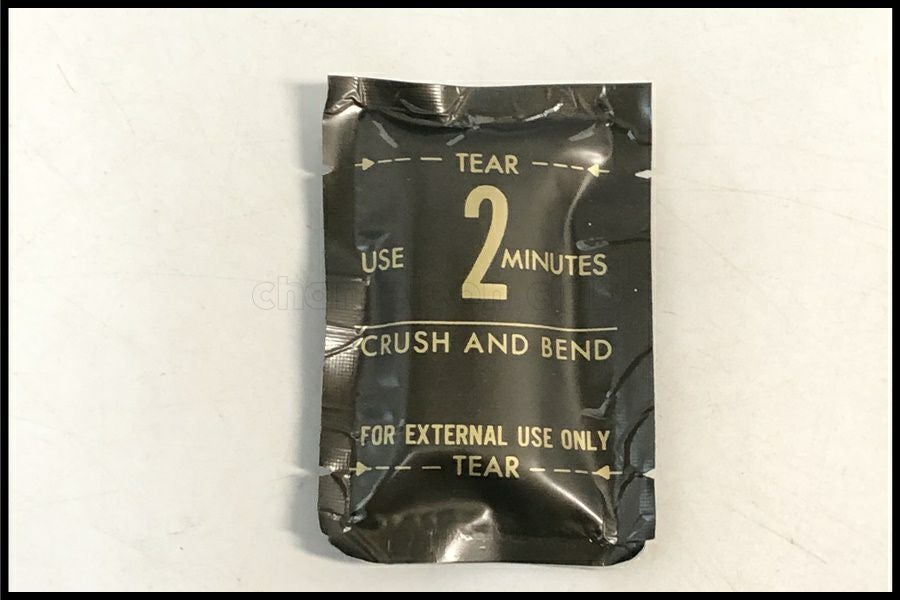 TEAR
USE 2 MINUTES
CRUSH AND BEND
FOR EXTERNAL USE ONLY
TEAR